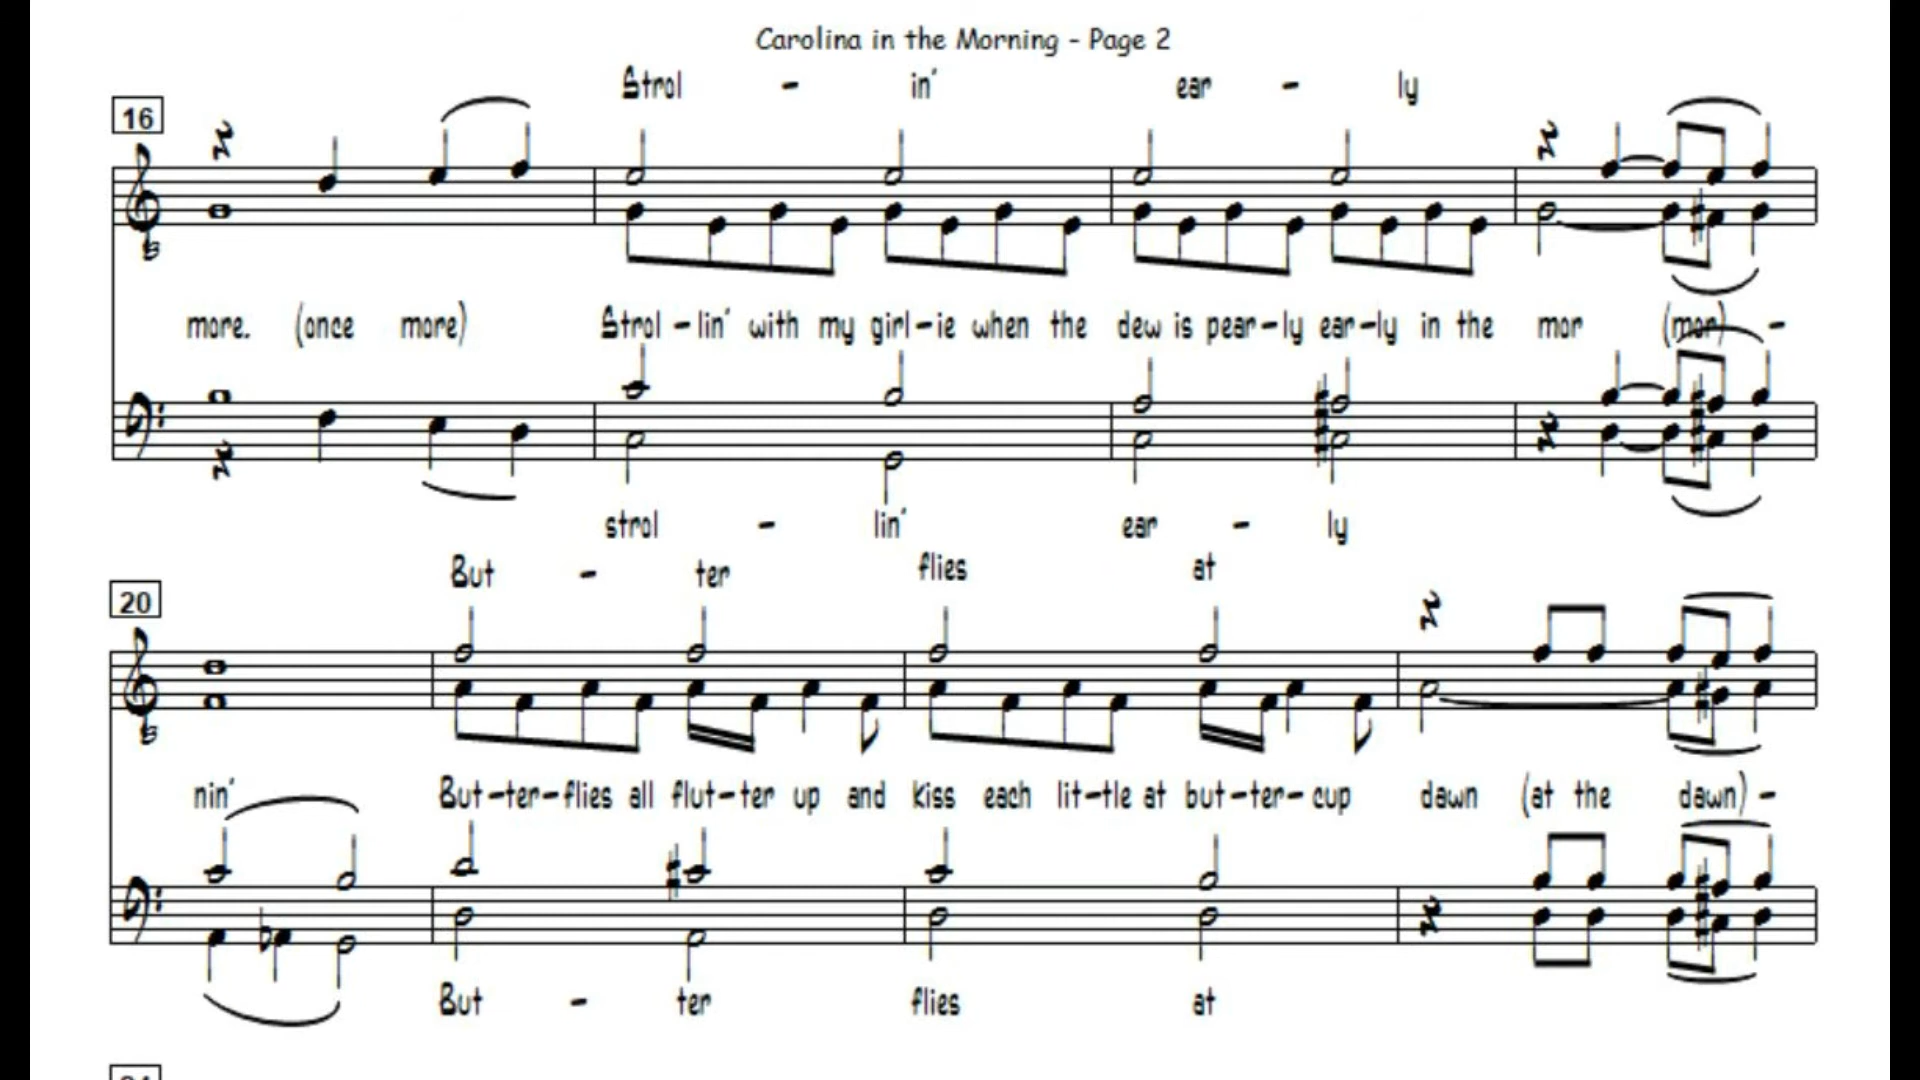 Carolina in the Morning - Page 2
Strol - in' ear - ly
16
more. (once more) Strol-lin' with my girl-ie when the dew is pear-ly ear-ly in the mor (mor) -
strol - lin' ear - ly
But - ter flies at
20
nin' But-ter-flies all flut-ter up and kiss each lit-tle at but-ter-cup dawn (at the dawn) -
But - ter flies at